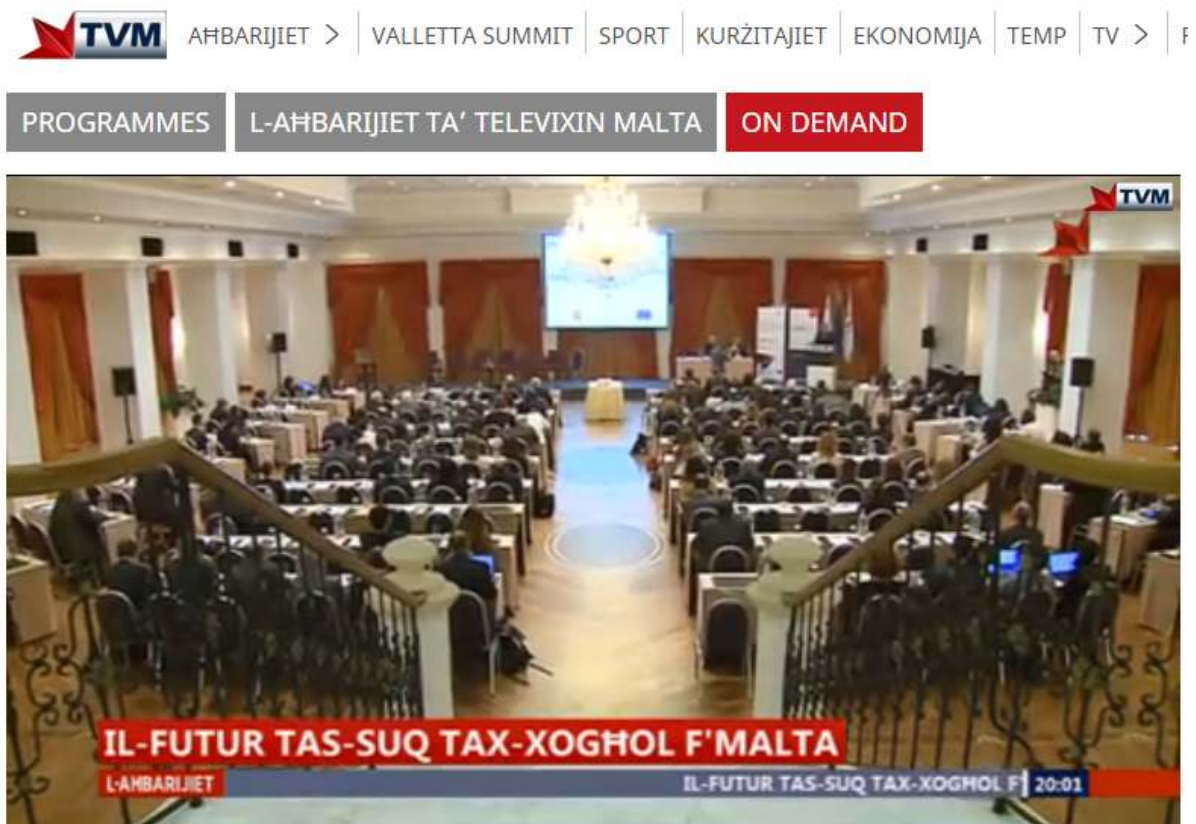 TVM AĦBARIJIET > VALLETTA SUMMIT SPORT KURŻITAJIET EKONOMIJA TEMP TV >
PROGRAMMES L-AĦBARIJIET TA' TELEVIXIN MALTA ON DEMAND
TVM
IL-FUTUR TAS-SUQ TAX-XOGĦOL F'MALTA
L-AĦBARIJIET IL-FUTUR TAS-SUQ TAX-XOGĦOL F' 20:01